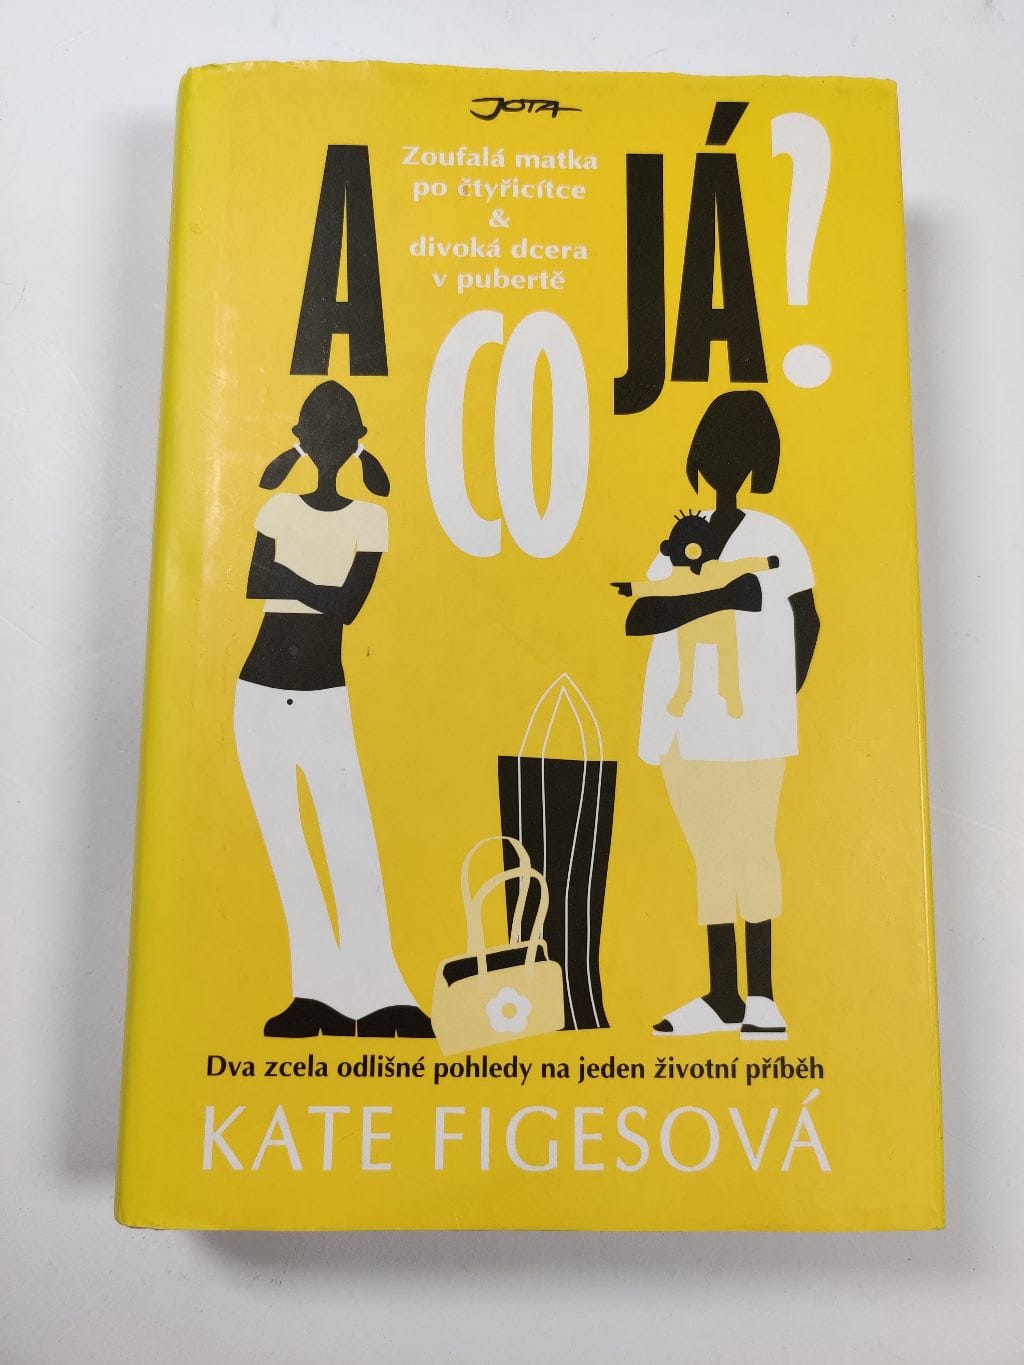 JOTA
A CO JÁ?
Zoufalá matka
po čtyřicítce
&
divoká dcera
v pubertě
Dva zcela odlišné pohledy na jeden životní příběh
KATE FIGESOVÁ